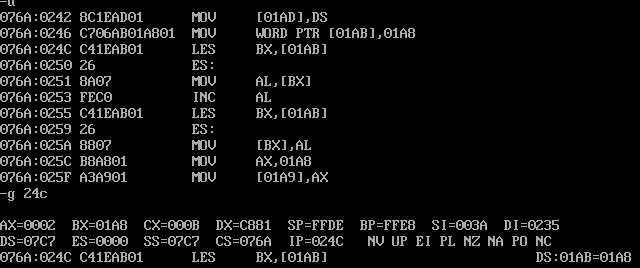 -u
076A:0242 8C1EAD01 MOV [01AD],DS
076A:0246 C706AB01A801 MOV WORD PTR [01AB],01A8
076A:024C C41EAB01 LES BX,[01AB]
076A:0250 26 ES:
076A:0251 8A07 MOV AL,[BX]
076A:0253 FEC0 INC AL
076A:0255 C41EAB01 LES BX,[01AB]
076A:0259 26 ES:
076A:025A 8807 MOV [BX],AL
076A:025C B8A801 MOV AX,01A8
076A:025F A3A901 MOV [01A9],AX
-g 24c
AX=0002 BX=01A8 CX=000B DX=C881 SP=FFDE BP=FFE8 SI=003A DI=0235
DS=07C7 ES=0000 SS=07C7 CS=076A IP=024C NV UP EI PL NZ NA PO NC
076A:024C C41EAB01 LES BX,[01AB] DS:01AB=01A8